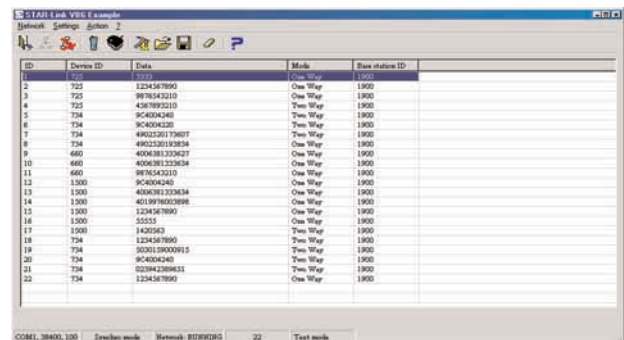 STAR-Link VB6 Example
Network Settings Action ?
ID Device ID Data Mode Base station ID
1 725 3333 One Way 1900
2 725 1234567890 One Way 1900
3 725 9876543210 One Way 1900
4 725 4567893210 Two Way 1900
5 734 9C4004240 Two Way 1900
6 734 9C4004220 Two Way 1900
7 734 4902520173607 Two Way 1900
8 734 4902520193834 One Way 1900
9 660 4006381333627 One Way 1900
10 660 4006381333634 One Way 1900
11 660 9876543210 One Way 1900
12 1500 9C4004240 One Way 1900
13 1500 4006381333634 One Way 1900
14 1500 4019976003898 One Way 1900
15 1500 1234567890 One Way 1900
16 1500 55555 One Way 1900
17 1500 1420563 Two Way 1900
18 734 1234567890 Two Way 1900
19 734 5030159000915 Two Way 1900
20 734 9C4004240 Two Way 1900
21 734 023942389651 Two Way 1900
22 734 1234567890 One Way 1900
COM1, 38400, 100 Synchro mode Network: RUNNING 22 Text mode